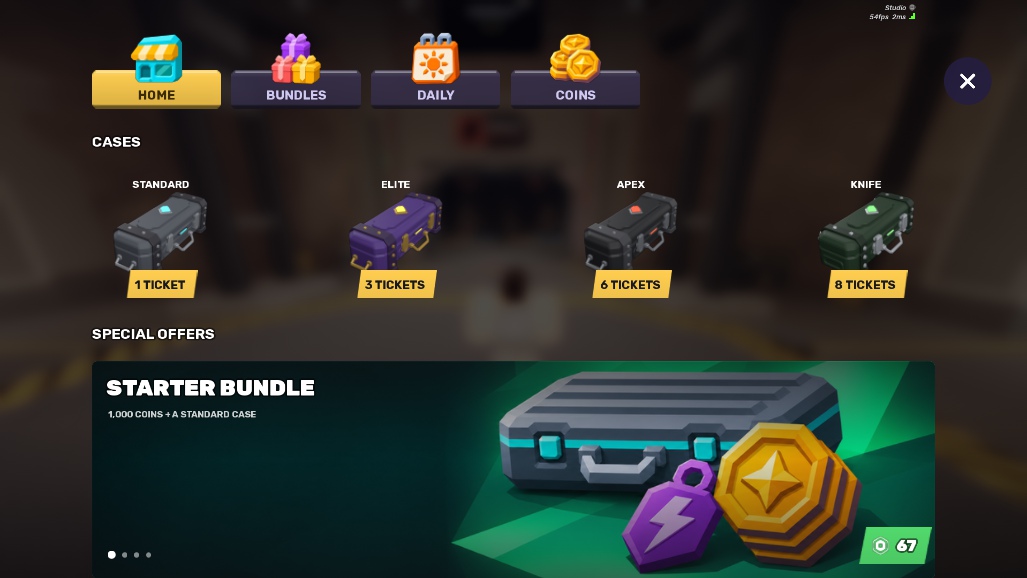 Studio
54fps 2ms
HOME
BUNDLES
DAILY
COINS
CASES
STANDARD
ELITE
APEX
KNIFE
1 TICKET
3 TICKETS
6 TICKETS
8 TICKETS
SPECIAL OFFERS
STARTER BUNDLE
1,000 COINS + A STANDARD CASE
67